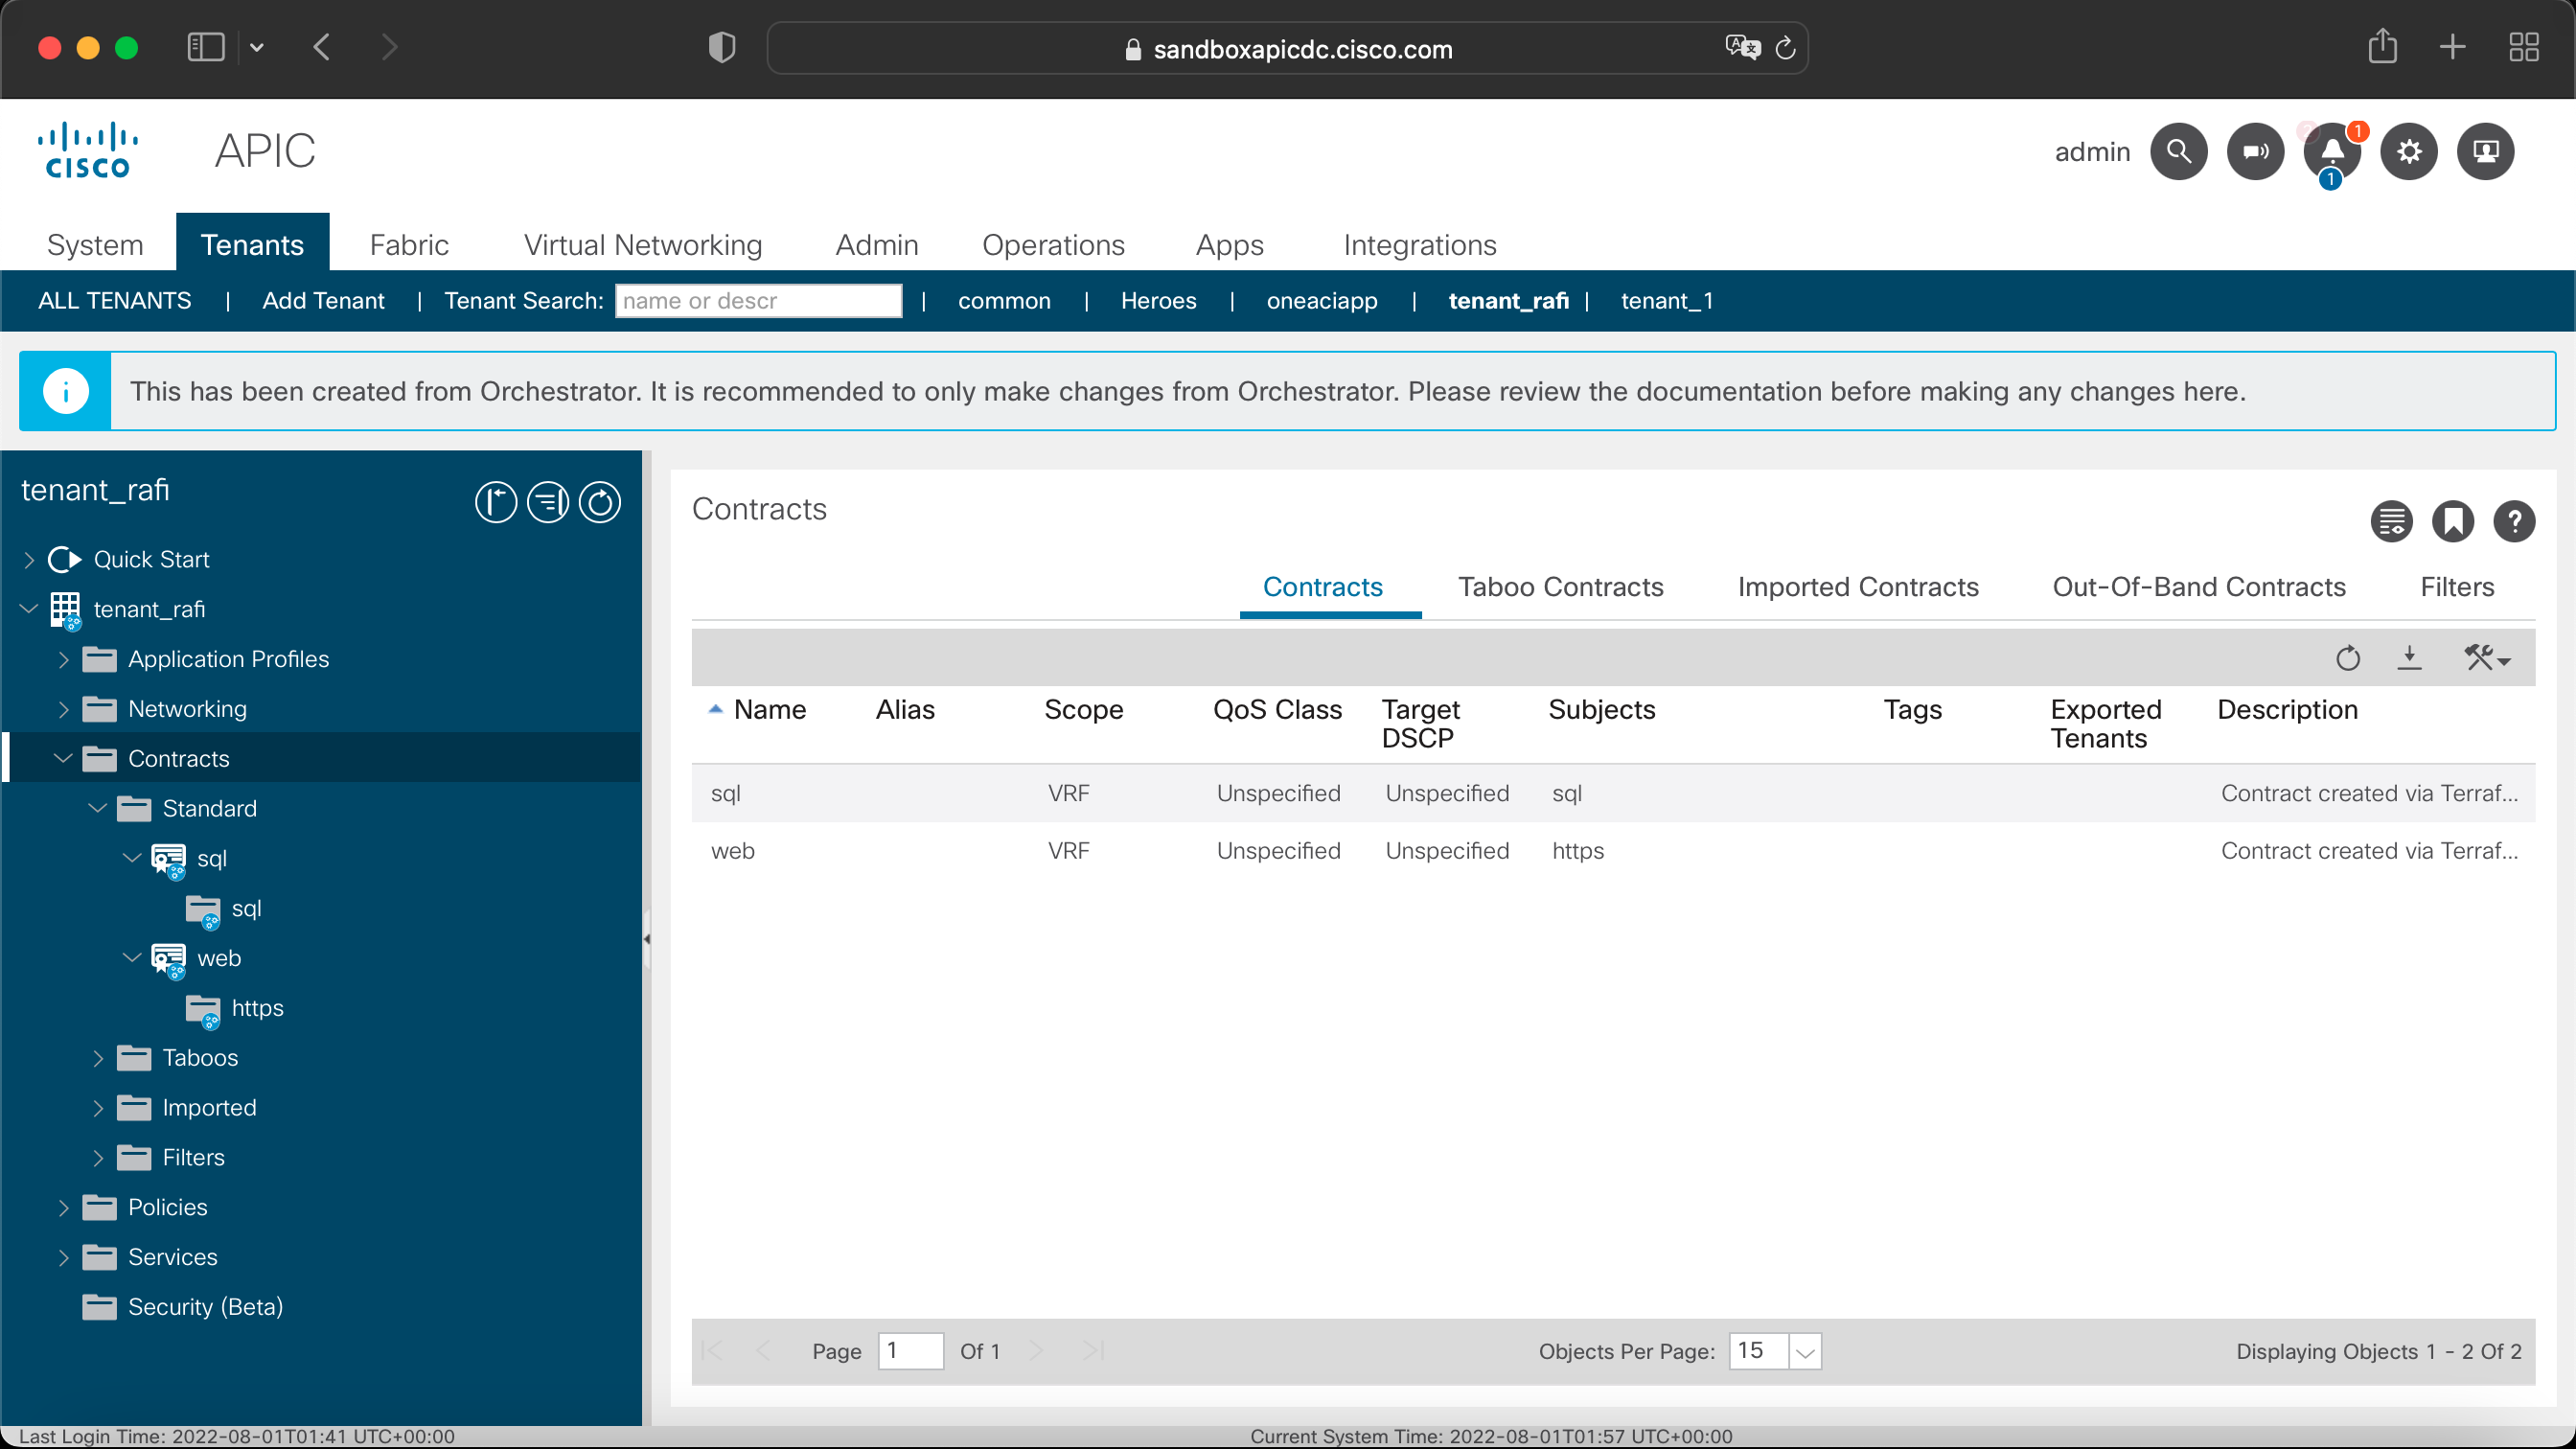 sandboxapicdc.cisco.com
CISCO
APIC
admin
1
1
System Tenants Fabric Virtual Networking Admin Operations Apps Integrations
ALL TENANTS | Add Tenant | Tenant Search: name or descr | common | Heroes | oneaciapp | tenant_rafi | tenant_1
This has been created from Orchestrator. It is recommended to only make changes from Orchestrator. Please review the documentation before making any changes here.
tenant_rafi
Quick Start
tenant_rafi
Application Profiles
Networking
Contracts
Standard
sql
sql
web
https
Taboos
Imported
Filters
Policies
Services
Security (Beta)
Contracts
Contracts Taboo Contracts Imported Contracts Out-Of-Band Contracts Filters
Name Alias Scope QoS Class Target DSCP Subjects Tags Exported Tenants Description
sql VRF Unspecified Unspecified sql Contract created via Terraf...
web VRF Unspecified Unspecified https Contract created via Terraf...
Page 1 Of 1 Objects Per Page: 15 Displaying Objects 1 - 2 Of 2
Last Login Time: 2022-08-01T01:41 UTC+00:00 Current System Time: 2022-08-01T01:57 UTC+00:00